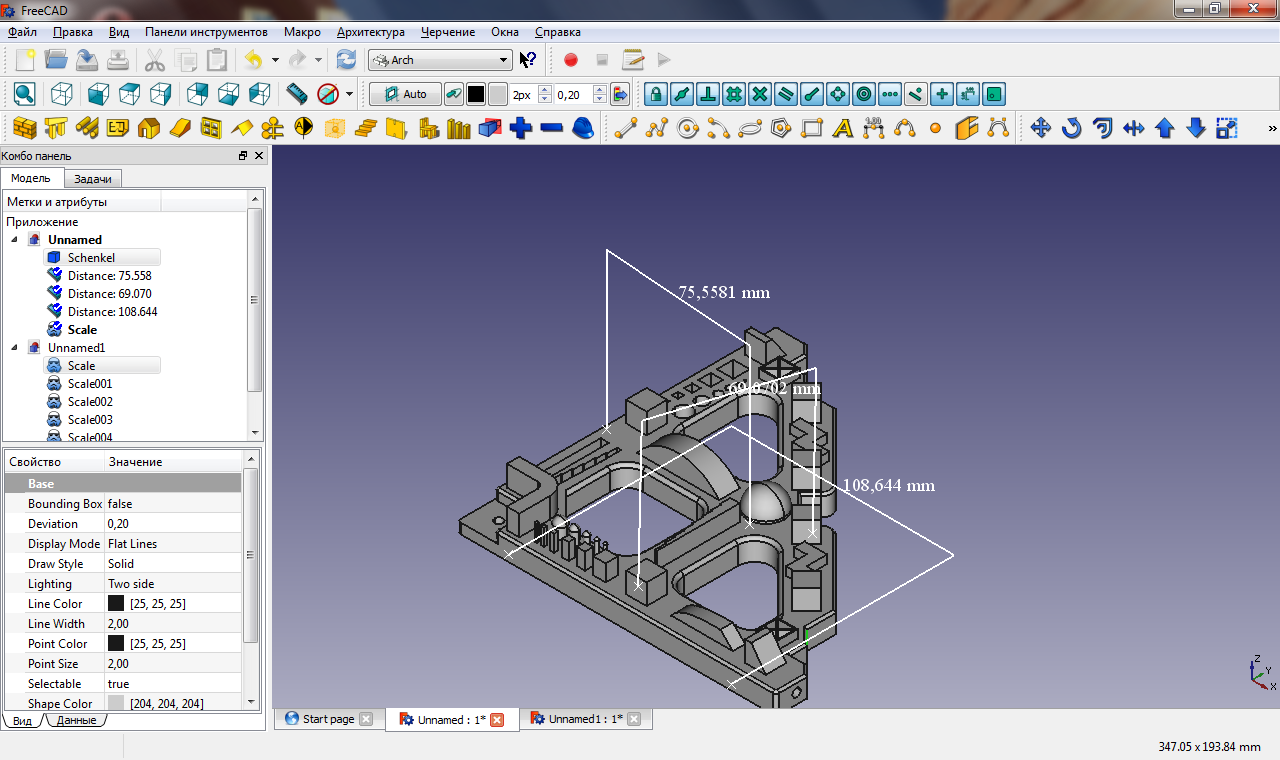 FreeCAD
Файл Правка Вид Панели инструментов Макро Архитектура Черчение Окна Справка
Arch
Auto 2px 0,20
Комбо панель
Модель Задачи
Метки и атрибуты
Приложение
Unnamed
Schenkel
Distance: 75.558
Distance: 69.070
Distance: 108.644
Scale
Unnamed1
Scale
Scale001
Scale002
Scale003
Scale004
Свойство Значение
Base
Bounding Box false
Deviation 0,20
Display Mode Flat Lines
Draw Style Solid
Lighting Two side
Line Color [25, 25, 25]
Line Width 2,00
Point Color [25, 25, 25]
Point Size 2,00
Selectable true
Shape Color [204, 204, 204]
Вид Данные
75,5581 mm
69,0702 mm
108,644 mm
Z
Y
X
Start page Unnamed : 1* Unnamed1 : 1*
347.05 x 193.84 mm